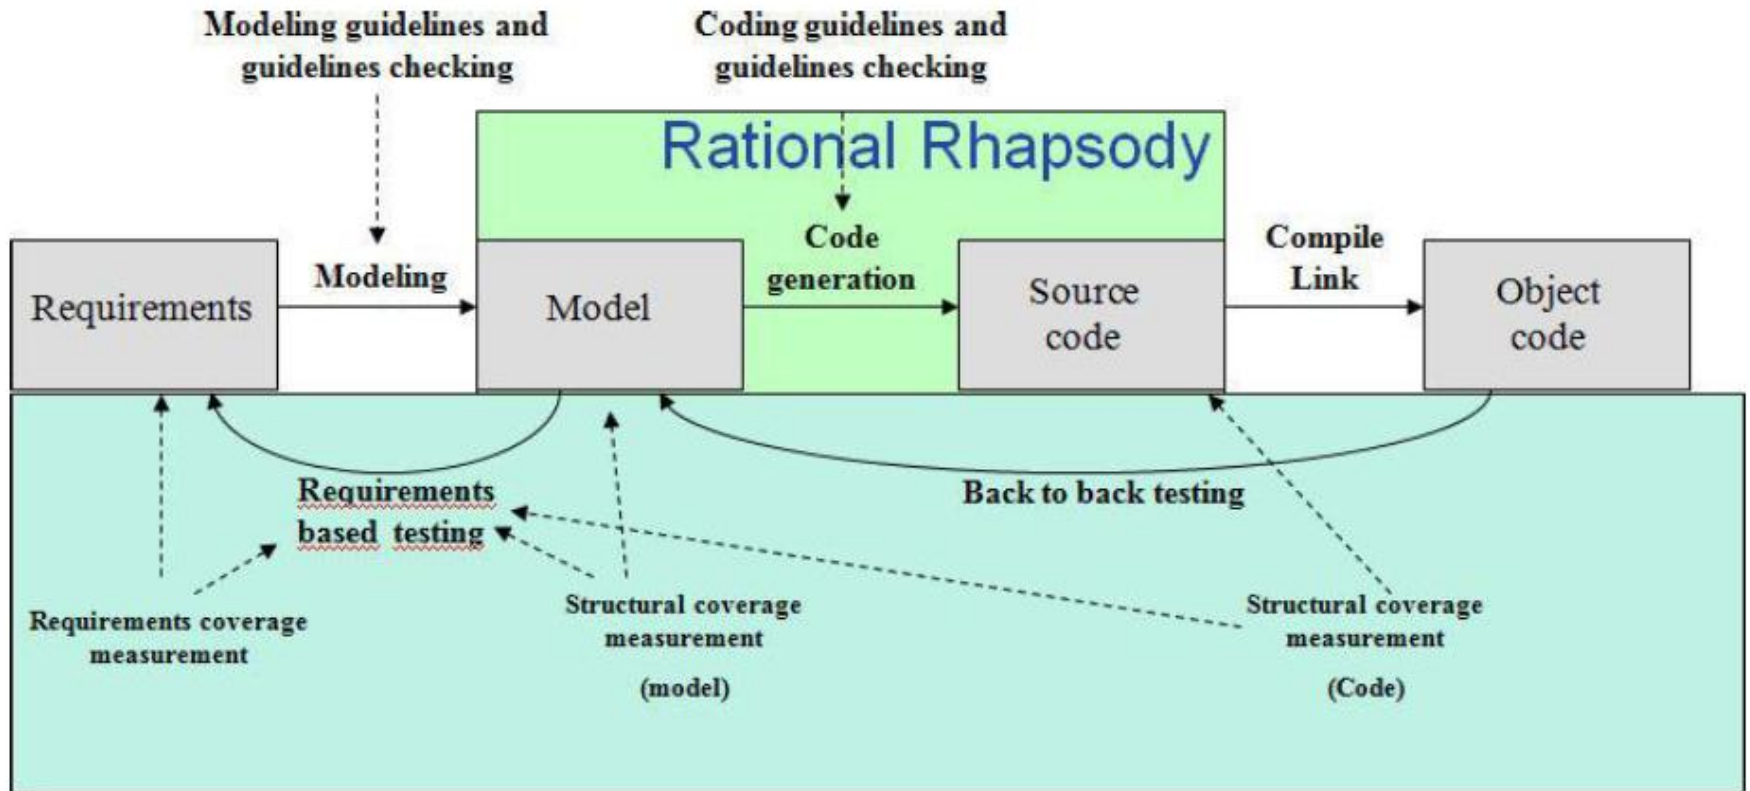 Modeling guidelines and
guidelines checking
Coding guidelines and
guidelines checking
Rational Rhapsody
Requirements
Modeling
Model
Code
generation
Source
code
Compile
Link
Object
code
Requirements
based testing
Back to back testing
Requirements coverage
measurement
Structural coverage
measurement
(model)
Structural coverage
measurement
(Code)